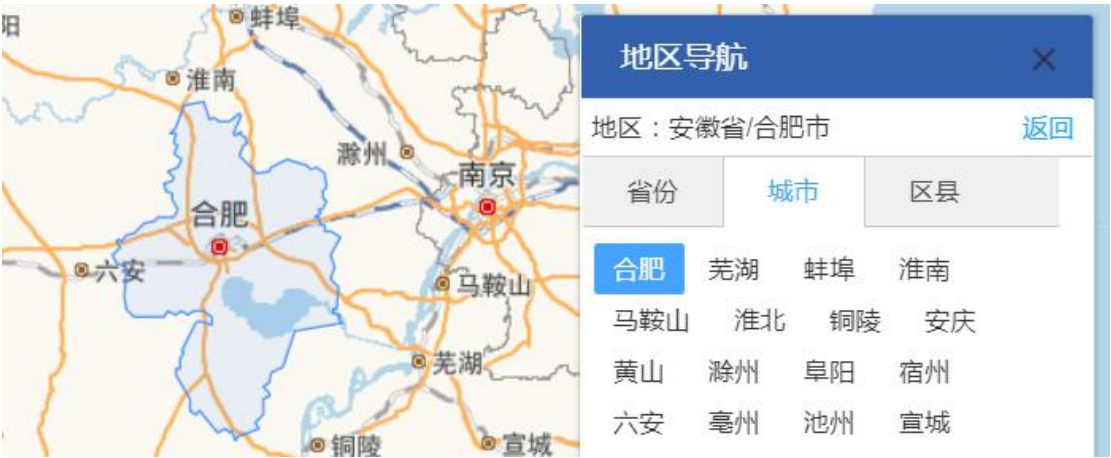 阳
蚌埠
淮南
滁州
南京
合肥
六安
马鞍山
芜湖
铜陵
宣城
地区导航
×
地区：安徽省/合肥市 返回
省份 城市 区县
合肥 芜湖 蚌埠 淮南
马鞍山 淮北 铜陵 安庆
黄山 滁州 阜阳 宿州
六安 亳州 池州 宣城